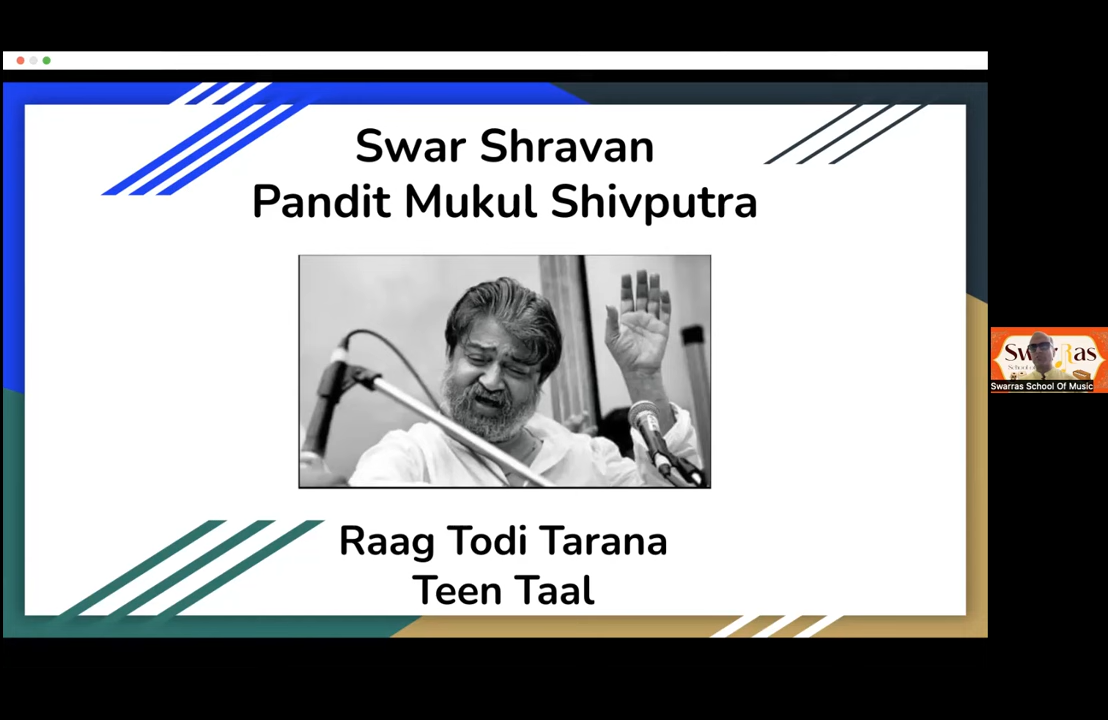 Swar Shravan
Pandit Mukul Shivputra
Raag Todi Tarana
Teen Taal
Swarras School Of Music